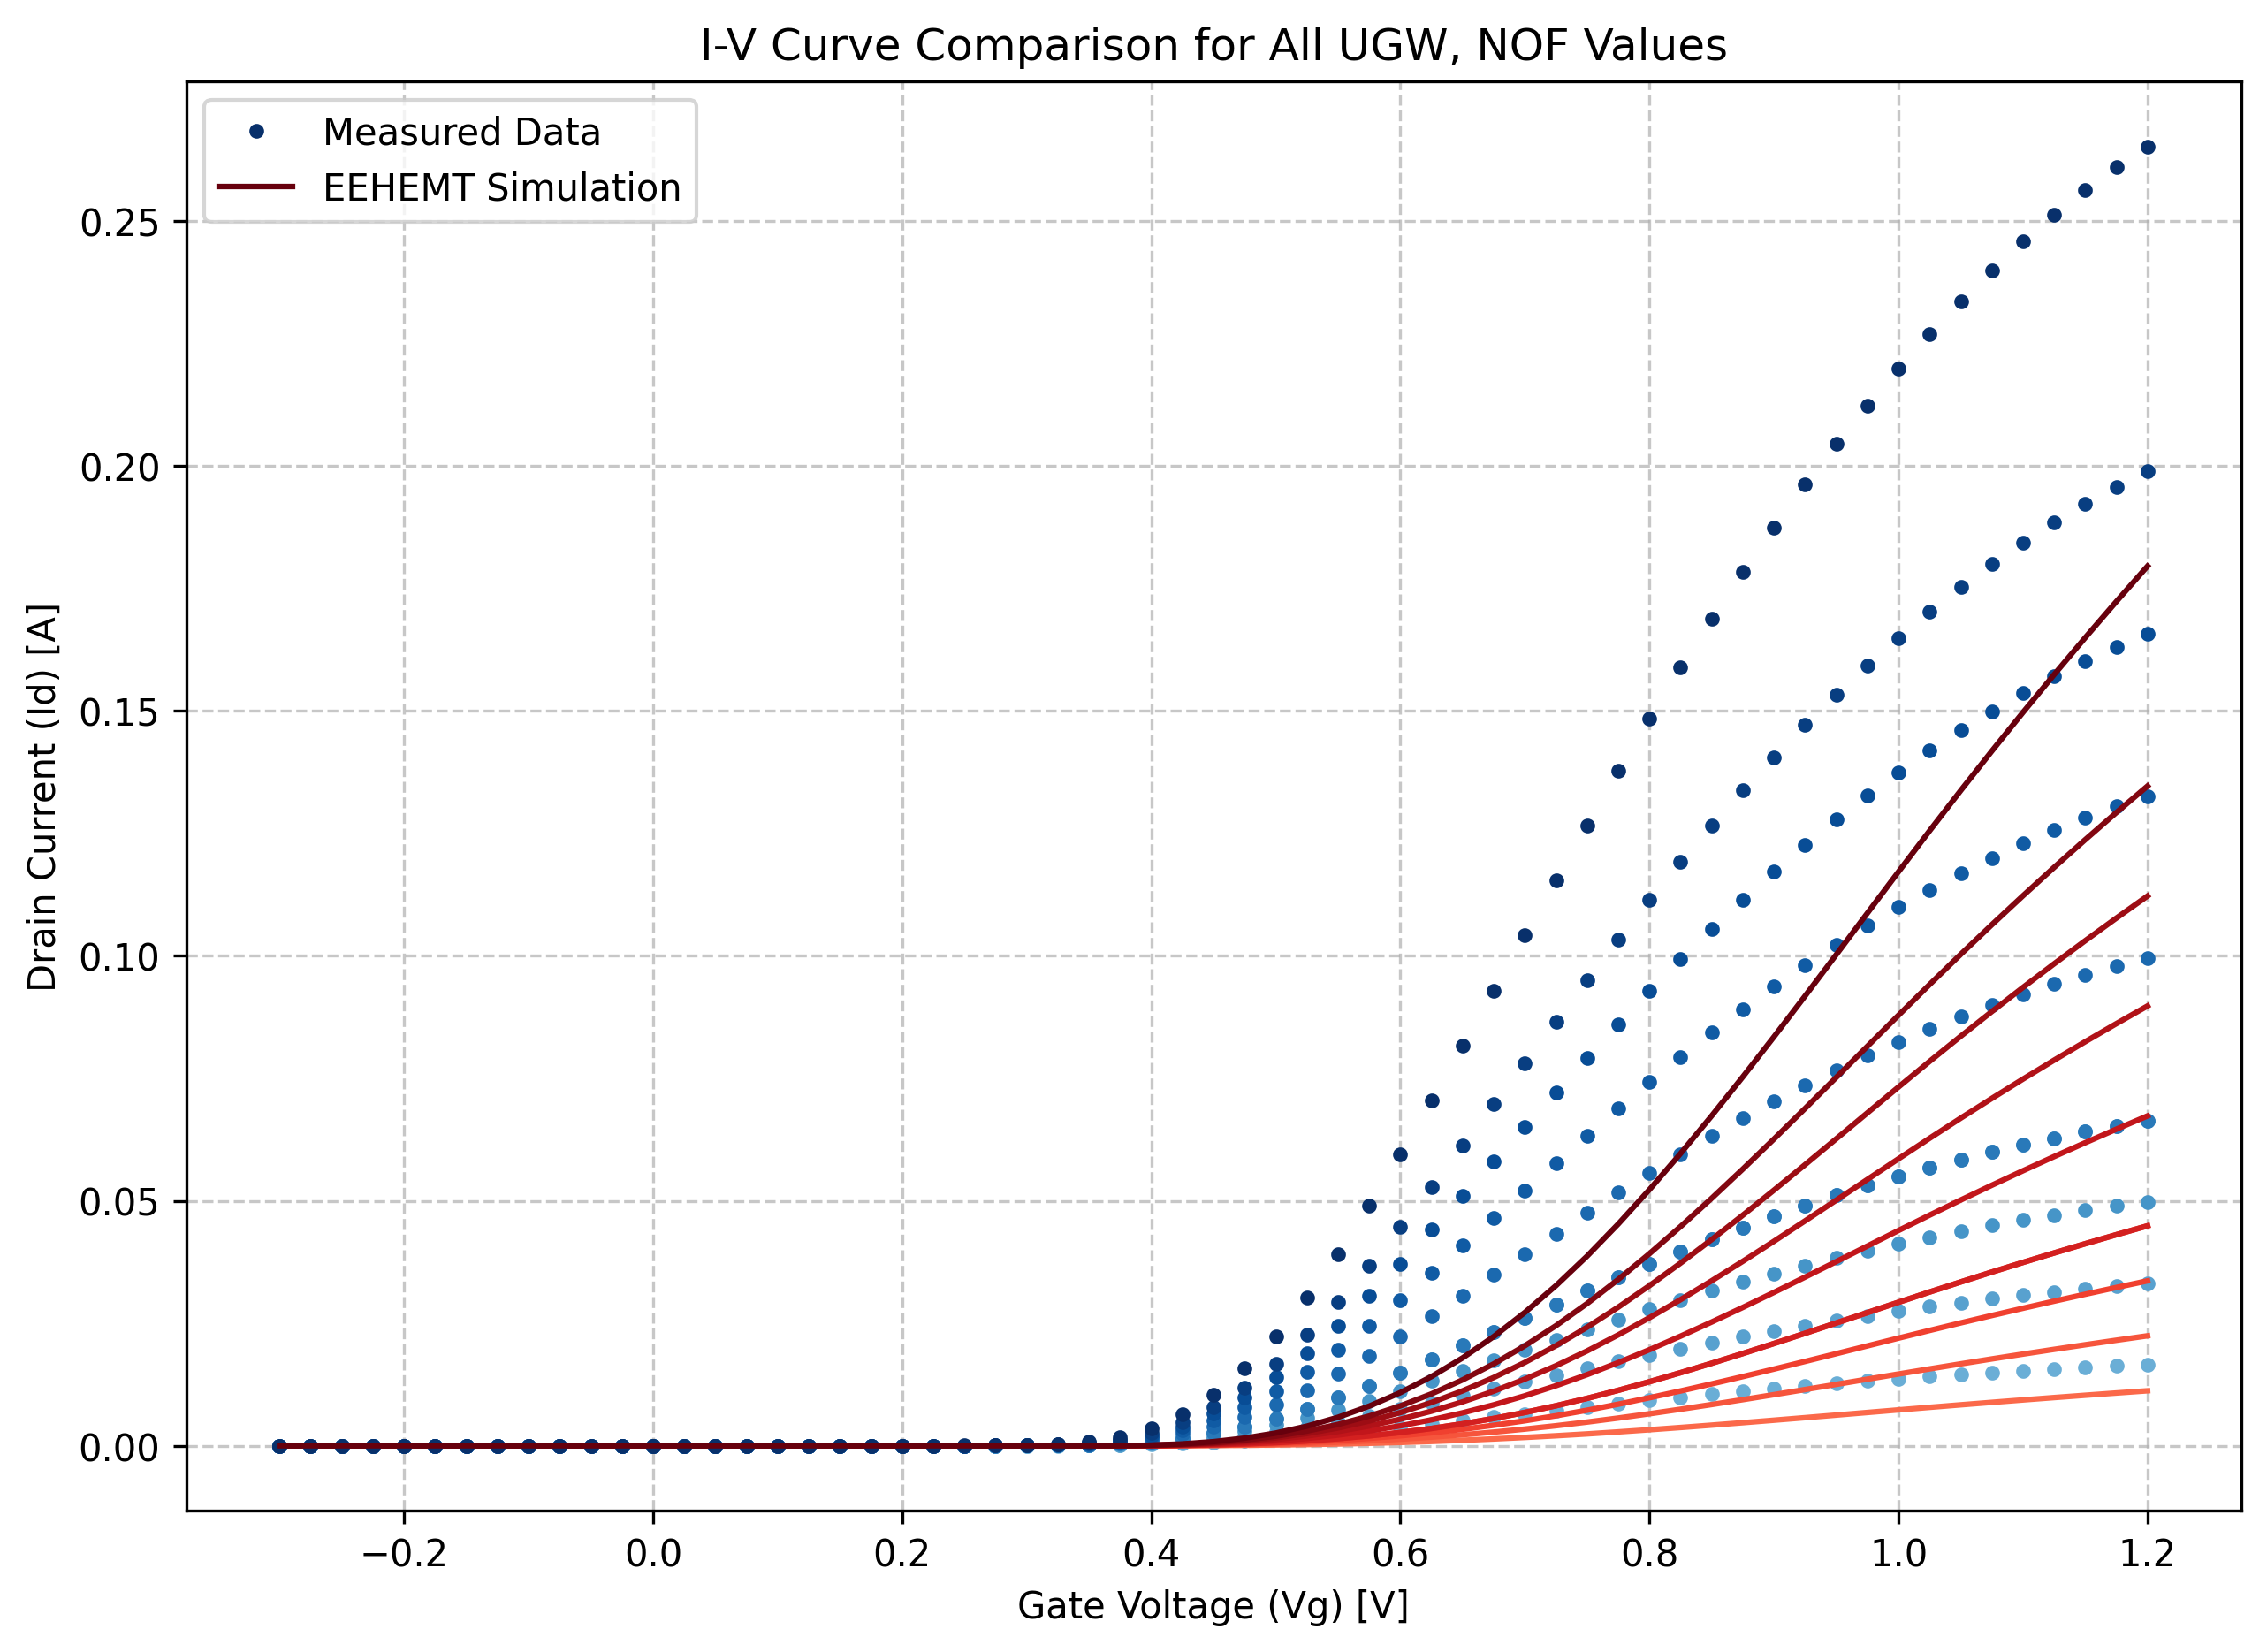 I-V Curve Comparison for All UGW, NOF Values
Measured Data
EEHEMT Simulation
Drain Current (Id) [A]
0.25
0.20
0.15
0.10
0.05
0.00
−0.2 0.0 0.2 0.4 0.6 0.8 1.0 1.2
Gate Voltage (Vg) [V]